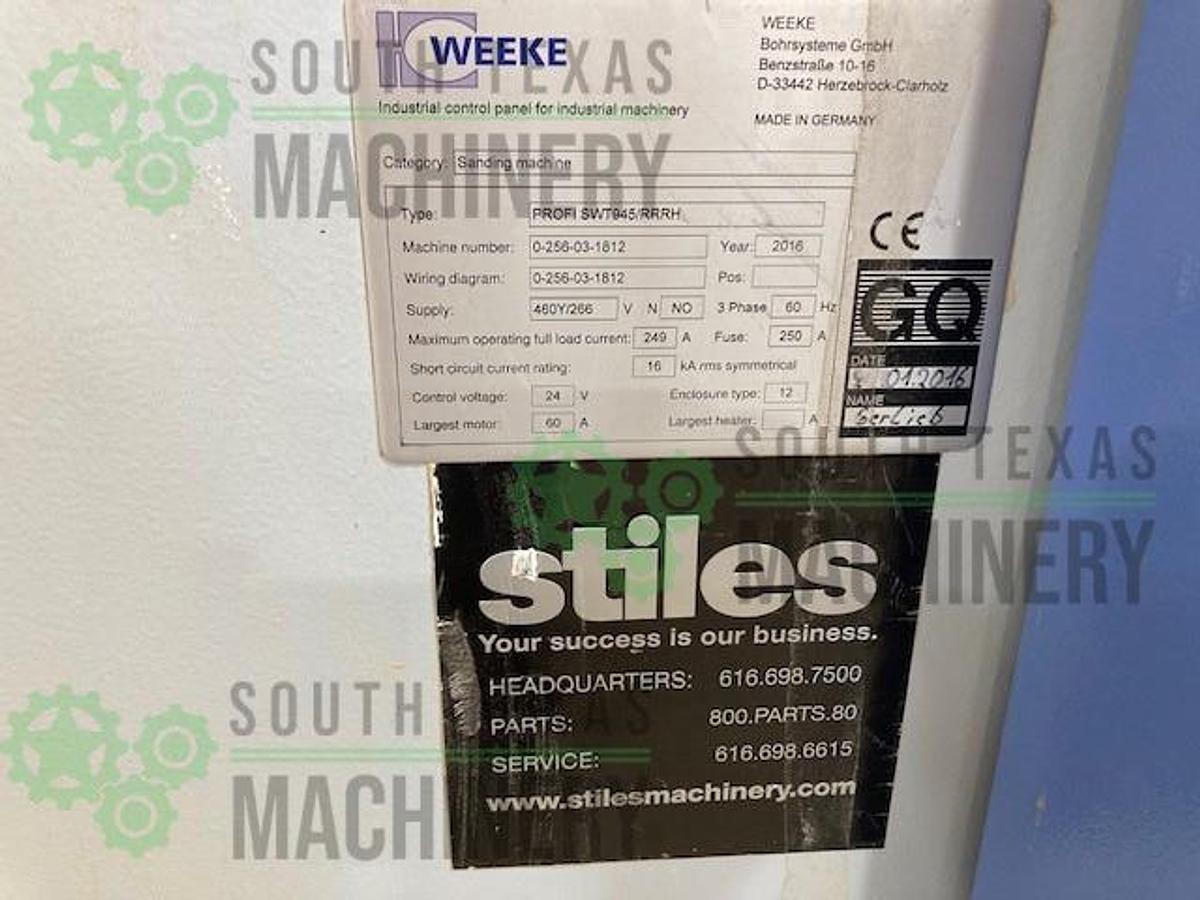 WEEKE
Industrial control panel for industrial machinery
WEEKE
Bohrsysteme GmbH
Benzstraße 10-16
D-33442 Herzebrock-Clarholz
MADE IN GERMANY
Category: Sanding machine
Type: PROFI SWT945/RRRH
Machine number: 0-256-03-1812 Year: 2016
Wiring diagram: 0-256-03-1812 Pos:
Supply: 460Y/266 V N NO 3 Phase 60 Hz
Maximum operating full load current: 249 A Fuse: 250 A
Short circuit current rating: 16 kA rms symmetrical
Control voltage: 24 V Enclosure type: 12
Largest motor: 60 A Largest heater: A
CE
GQ
DATE
01.2016
NAME
Gerlieb
stiles
Your success is our business.
HEADQUARTERS: 616.698.7500
PARTS: 800.PARTS.80
SERVICE: 616.698.6615
www.stilesmachinery.com
SOUTH TEXAS
MACHINERY
SOUTH TEXAS
MACHINERY
SOUTH TEXAS
MACHINERY